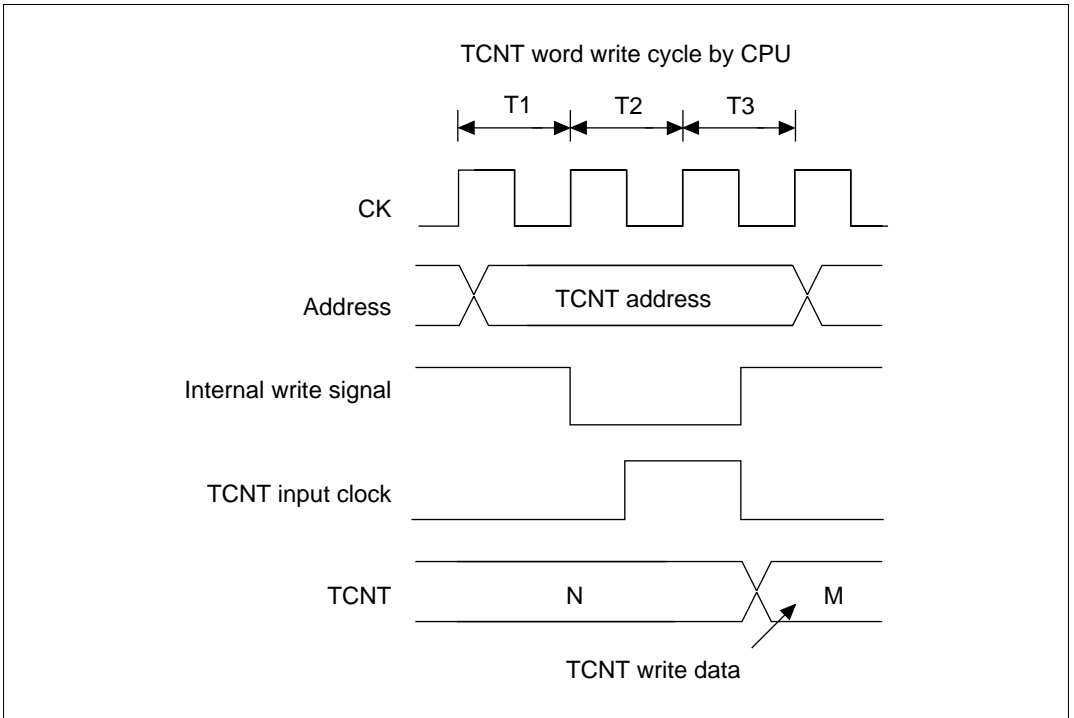 TCNT word write cycle by CPU
T1 T2 T3
CK
Address
TCNT address
Internal write signal
TCNT input clock
TCNT
N
M
TCNT write data